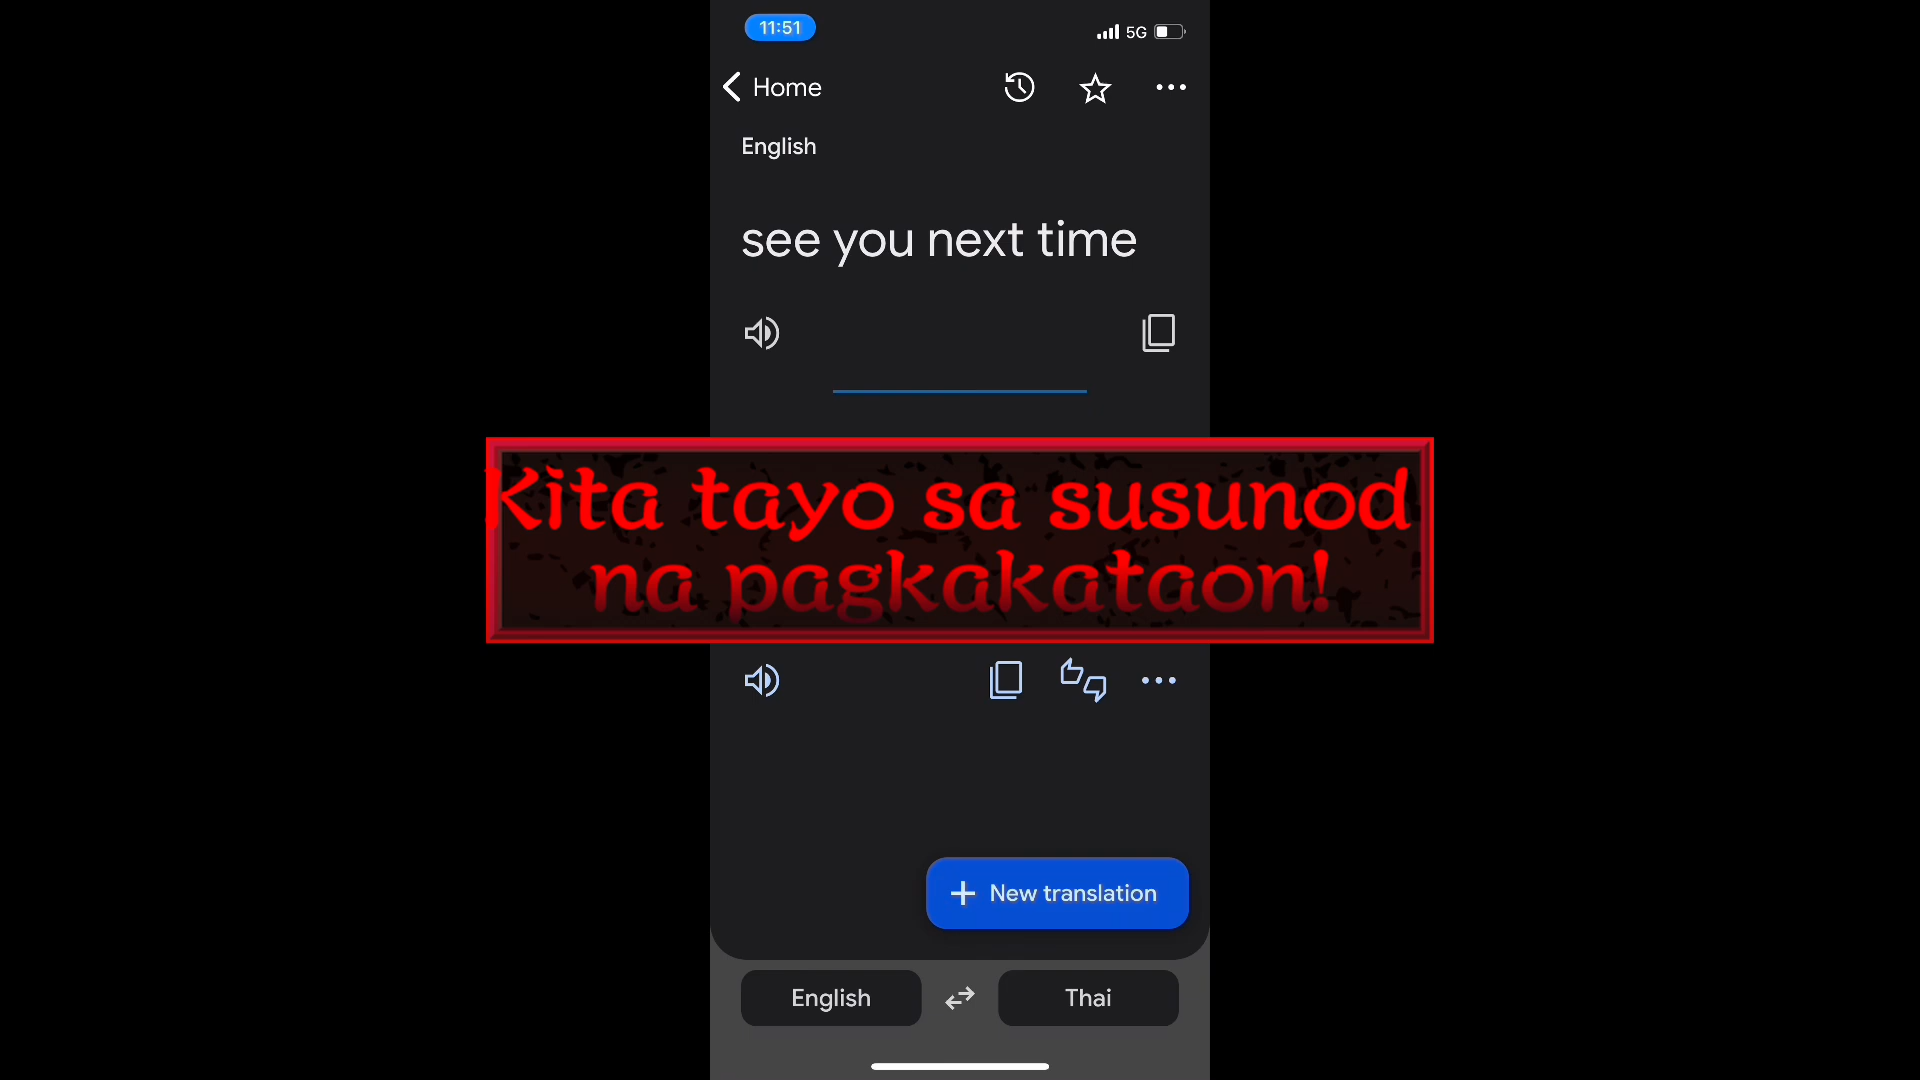 11:51
5G
Home
English
see you next time
Kita tayo sa susunod
na pagkakataon!
New translation
English
Thai